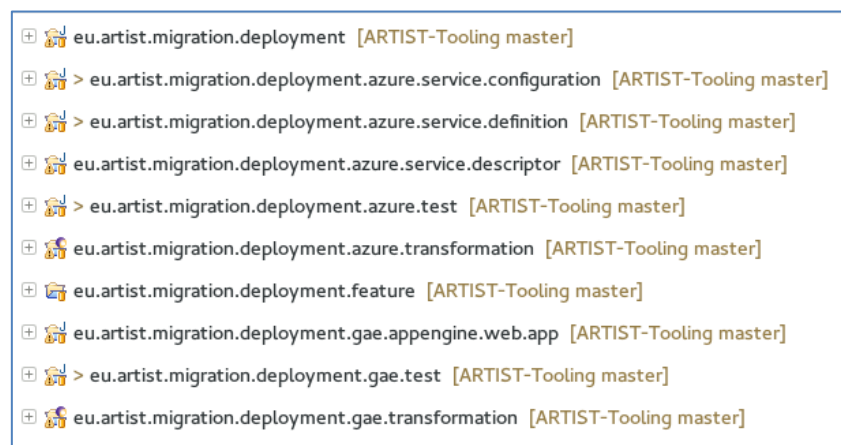 eu.artist.migration.deployment [ARTIST-Tooling master]
> eu.artist.migration.deployment.azure.service.configuration [ARTIST-Tooling master]
> eu.artist.migration.deployment.azure.service.definition [ARTIST-Tooling master]
eu.artist.migration.deployment.azure.service.descriptor [ARTIST-Tooling master]
> eu.artist.migration.deployment.azure.test [ARTIST-Tooling master]
eu.artist.migration.deployment.azure.transformation [ARTIST-Tooling master]
eu.artist.migration.deployment.feature [ARTIST-Tooling master]
eu.artist.migration.deployment.gae.appengine.web.app [ARTIST-Tooling master]
> eu.artist.migration.deployment.gae.test [ARTIST-Tooling master]
eu.artist.migration.deployment.gae.transformation [ARTIST-Tooling master]